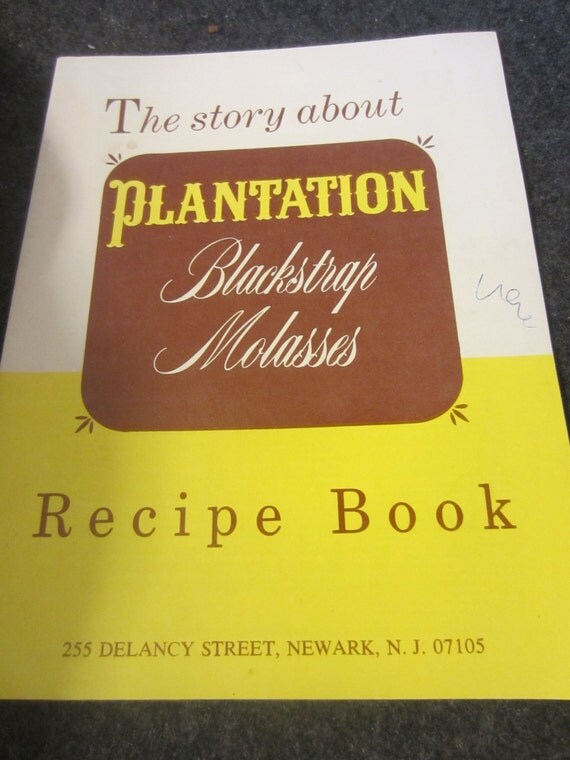 The story about
PLANTATION
Blackstrap
Molasses
Recipe Book
255 DELANCY STREET, NEWARK, N. J. 07105